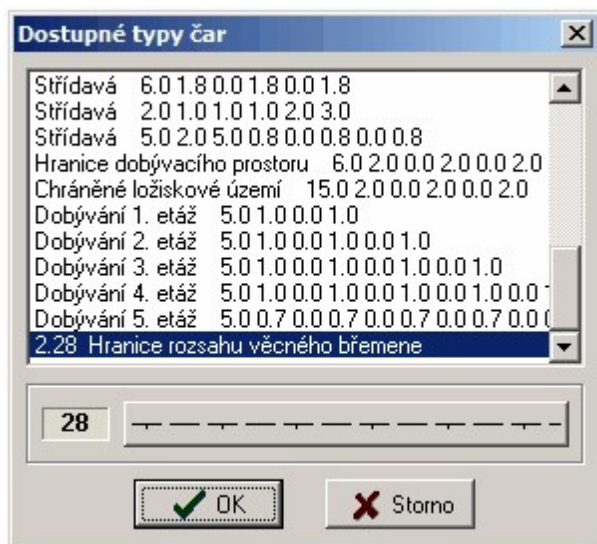 Dostupné typy čar
Střídavá 6.0 1.8 0.0 1.8 0.0 1.8
Střídavá 2.0 1.0 1.0 1.0 2.0 3.0
Střídavá 5.0 2.0 5.0 0.8 0.0 0.8 0.0 0.8
Hranice dobývacího prostoru 6.0 2.0 0.0 2.0 0.0 2.0
Chráněné ložiskové území 15.0 2.0 0.0 2.0 0.0 2.0
Dobývání 1. etáž 5.0 1.0 0.0 1.0
Dobývání 2. etáž 5.0 1.0 0.0 1.0 0.0 1.0
Dobývání 3. etáž 5.0 1.0 0.0 1.0 0.0 1.0 0.0 1.0
Dobývání 4. etáž 5.0 1.0 0.0 1.0 0.0 1.0 0.0 1.0 0.0
Dobývání 5. etáž 5.0 0.7 0.0 0.7 0.0 0.7 0.0 0.7 0.0
2.28 Hranice rozsahu věcného břemene
28
OK
Storno